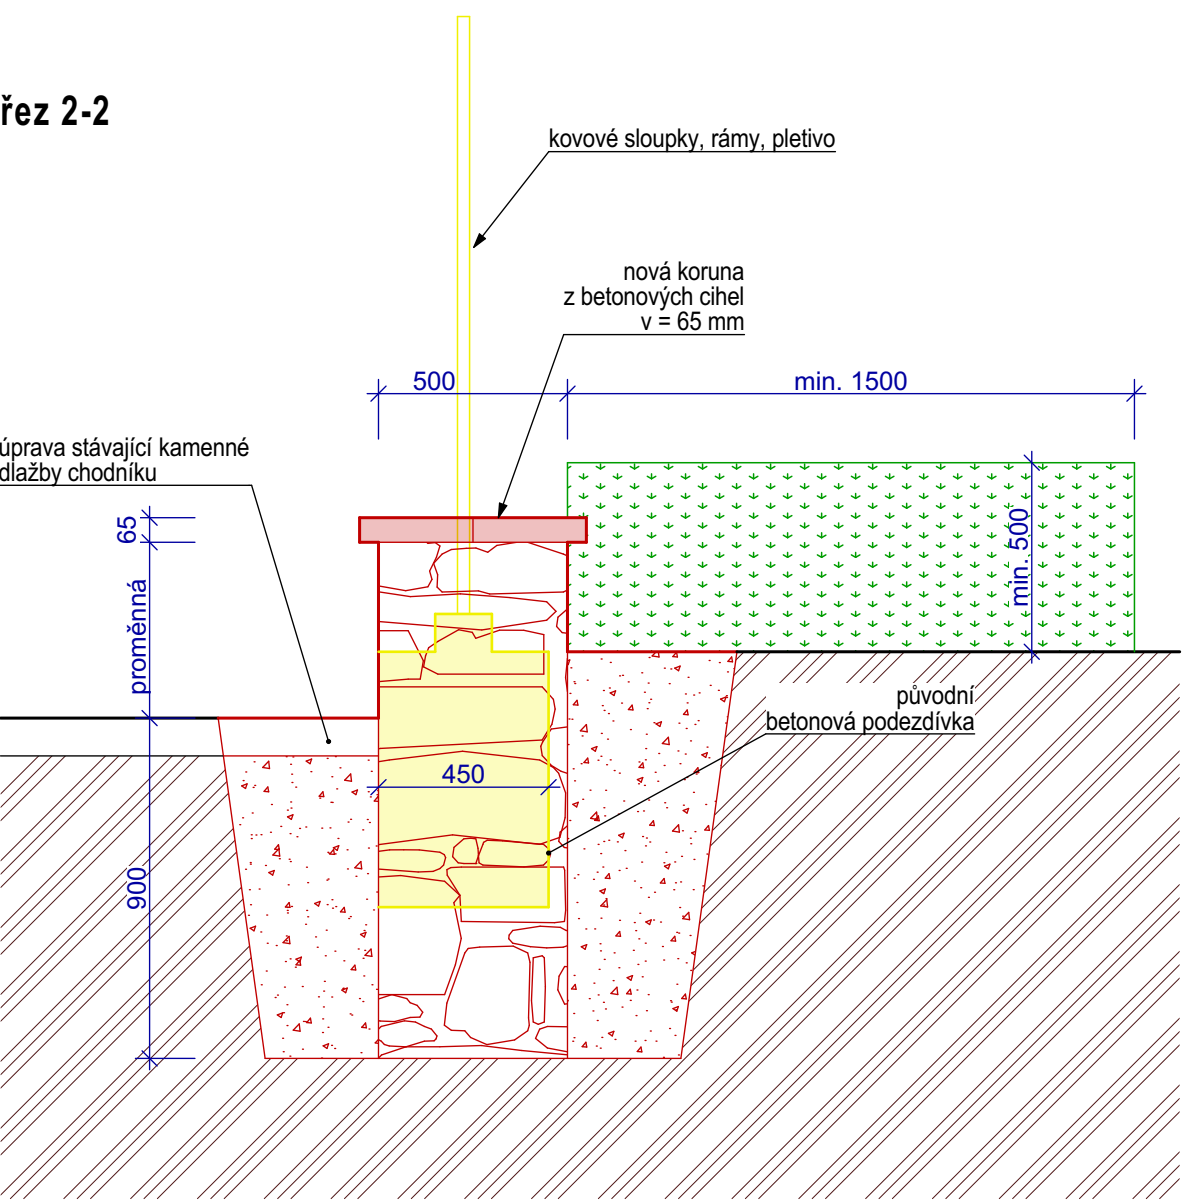 řez 2-2
kovové sloupky, rámy, pletivo
nová koruna
z betonových cihel
v = 65 mm
500
min. 1500
úprava stávající kamenné
dlažby chodníku
65
min. 500
proměnná
původní
betonová podezdívka
450
900